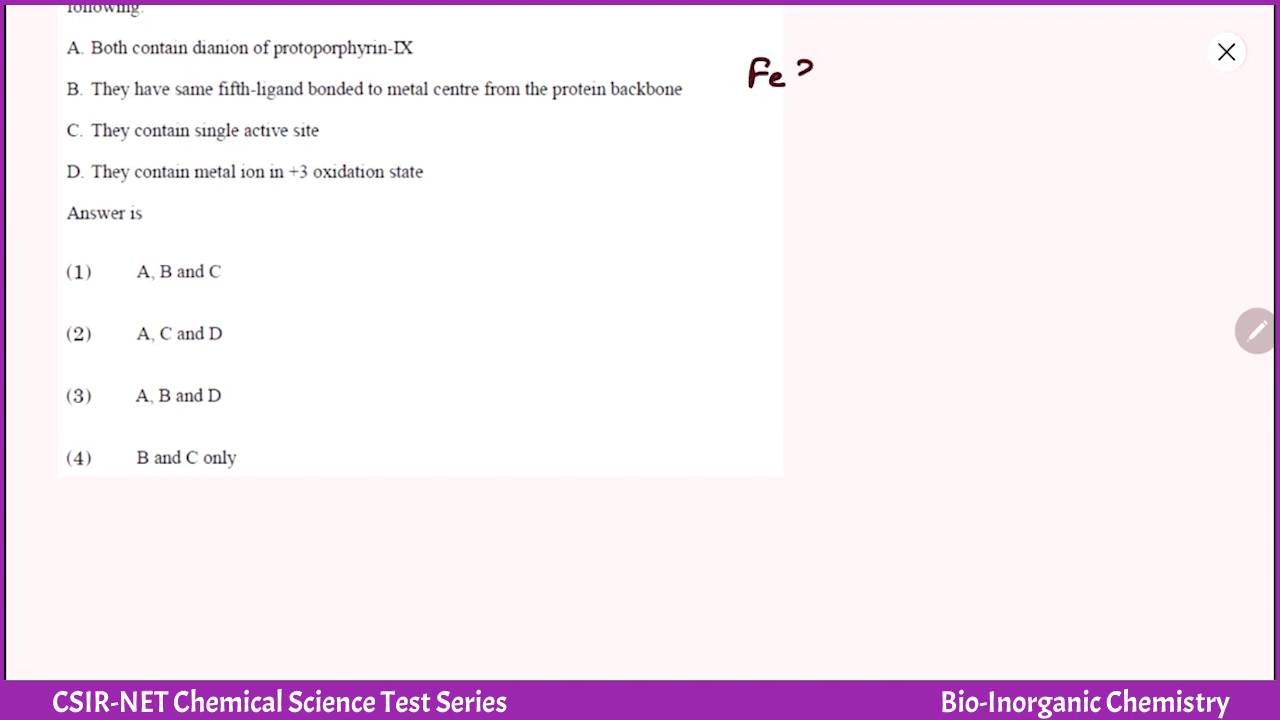 following.
A. Both contain dianion of protoporphyrin-IX
B. They have same fifth-ligand bonded to metal centre from the protein backbone
C. They contain single active site
D. They contain metal ion in +3 oxidation state
Answer is
(1) A, B and C
(2) A, C and D
(3) A, B and D
(4) B and C only
Fe
CSIR-NET Chemical Science Test Series
Bio-Inorganic Chemistry